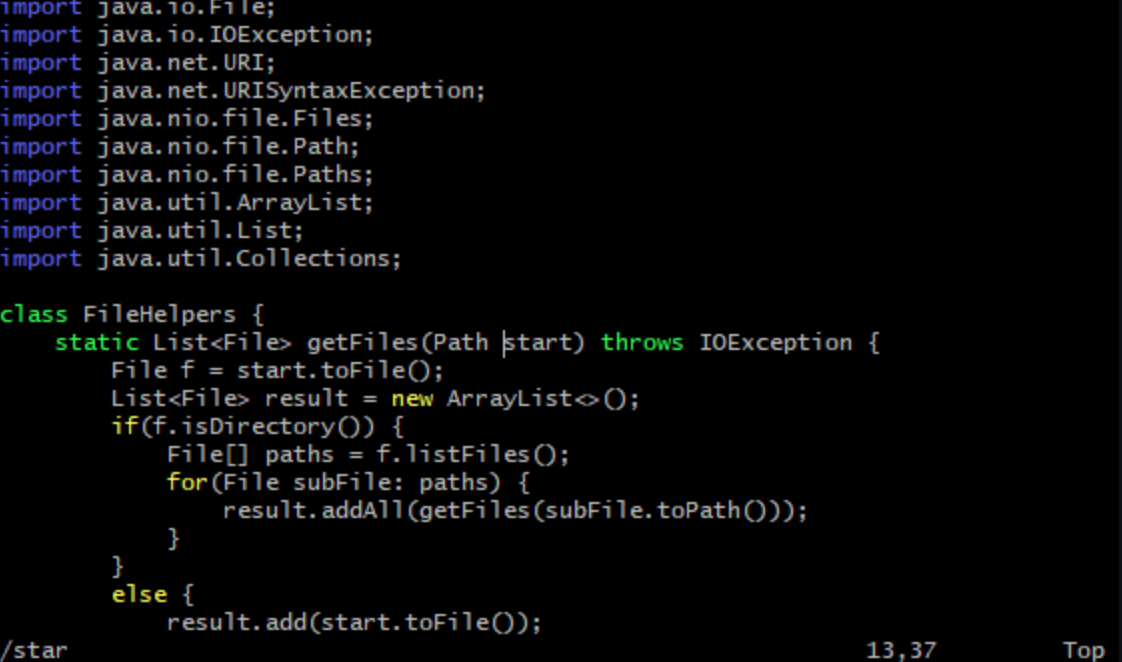 import java.io.File;
import java.io.IOException;
import java.net.URI;
import java.net.URISyntaxException;
import java.nio.file.Files;
import java.nio.file.Path;
import java.nio.file.Paths;
import java.util.ArrayList;
import java.util.List;
import java.util.Collections;

class FileHelpers {
    static List<File> getFiles(Path start) throws IOException {
        File f = start.toFile();
        List<File> result = new ArrayList<>();
        if(f.isDirectory()) {
            File[] paths = f.listFiles();
            for(File subFile: paths) {
                result.addAll(getFiles(subFile.toPath()));
            }
        }
        else {
            result.add(start.toFile());
/star 13,37 Top